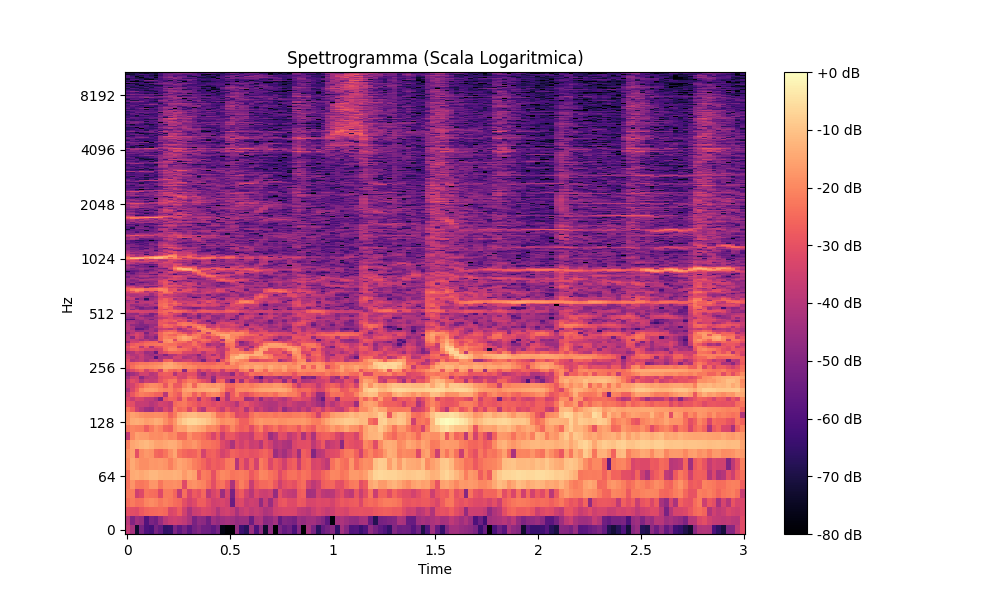 Spettrogramma (Scala Logaritmica)
Hz
8192
4096
2048
1024
512
256
128
64
0
0
0.5
1
1.5
2
2.5
3
Time
+0 dB
-10 dB
-20 dB
-30 dB
-40 dB
-50 dB
-60 dB
-70 dB
-80 dB